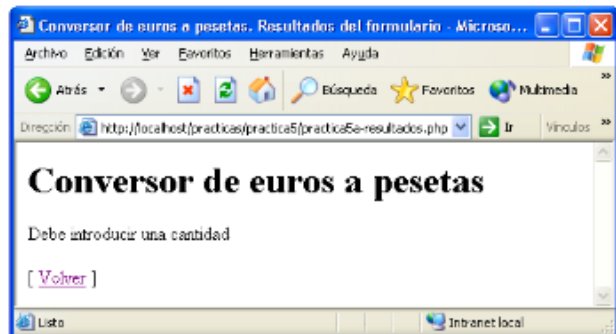 Conversor de euros a pesetas. Resultados del formulario - Microso...
Archivo Edición Ver Favoritos Herramientas Ayuda
Atrás Búsqueda Favoritos Multimedia »
Dirección http://localhost/practicas/practica5/practica5a-resultados.php Ir Vínculos »
Conversor de euros a pesetas
Debe introducir una cantidad
[ Volver ]
Listo Intranet local